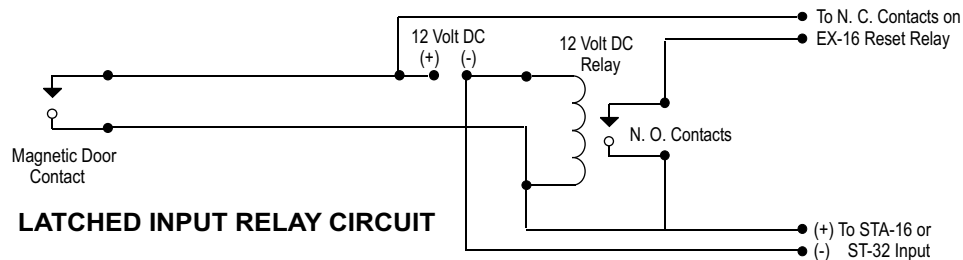 To N. C. Contacts on
EX-16 Reset Relay
12 Volt DC
(+) (-)
12 Volt DC
Relay
N. O. Contacts
Magnetic Door
Contact
LATCHED INPUT RELAY CIRCUIT
(+) To STA-16 or
(-) ST-32 Input